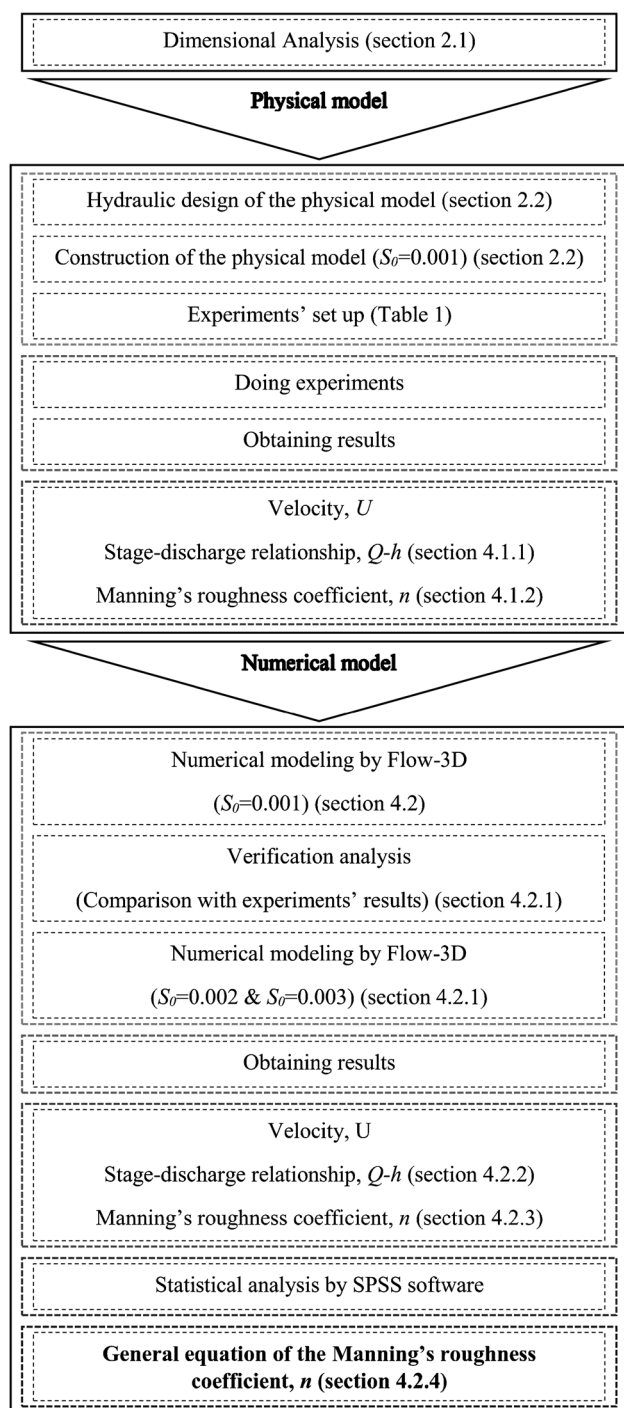 Dimensional Analysis (section 2.1)
Physical model
Hydraulic design of the physical model (section 2.2)
Construction of the physical model (S₀=0.001) (section 2.2)
Experiments’ set up (Table 1)
Doing experiments
Obtaining results
Velocity, U
Stage-discharge relationship, Q-h (section 4.1.1)
Manning’s roughness coefficient, n (section 4.1.2)
Numerical model
Numerical modeling by Flow-3D
(S₀=0.001) (section 4.2)
Verification analysis
(Comparison with experiments’ results) (section 4.2.1)
Numerical modeling by Flow-3D
(S₀=0.002 & S₀=0.003) (section 4.2.1)
Obtaining results
Velocity, U
Stage-discharge relationship, Q-h (section 4.2.2)
Manning’s roughness coefficient, n (section 4.2.3)
Statistical analysis by SPSS software
General equation of the Manning’s roughness
coefficient, n (section 4.2.4)